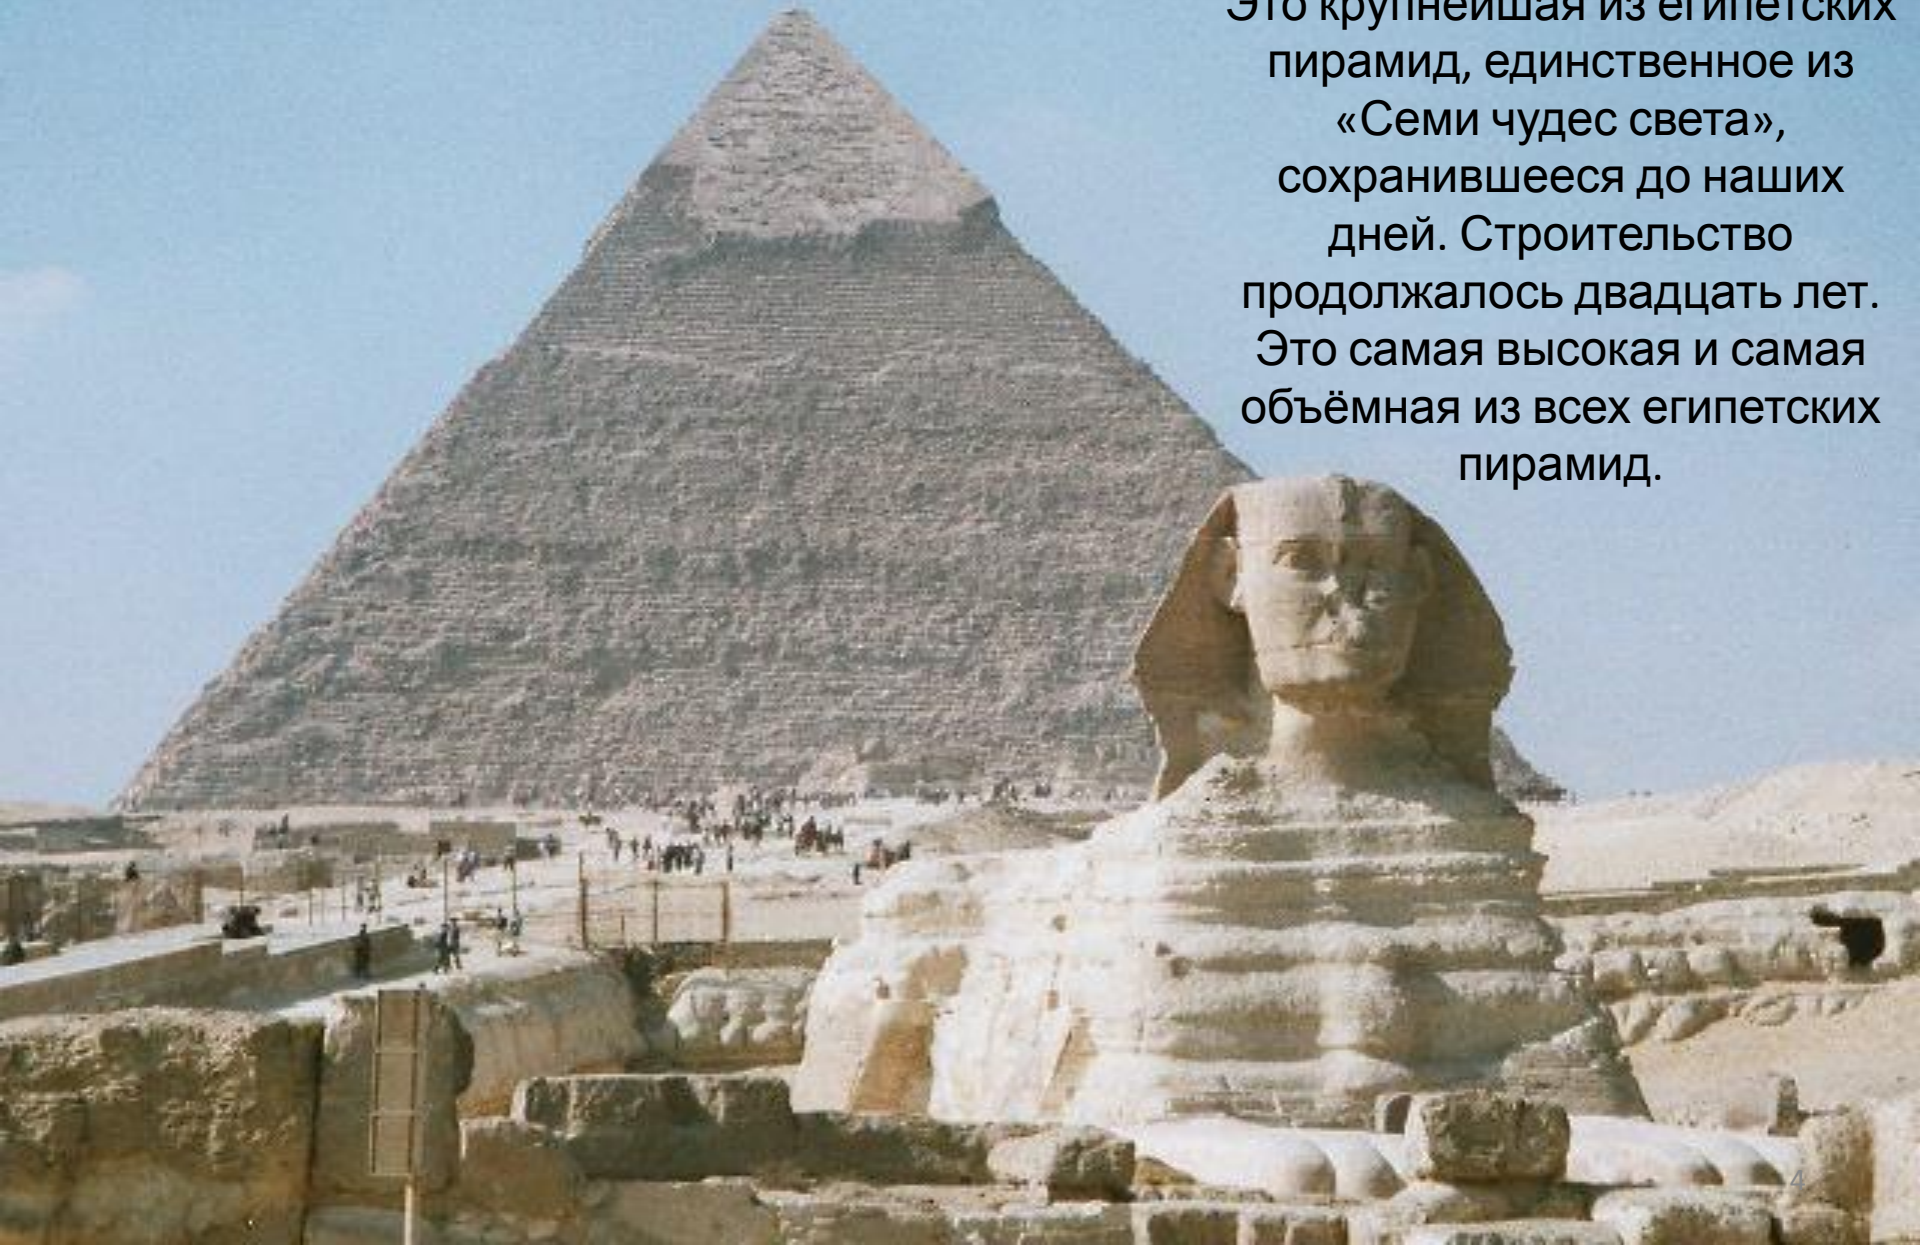 Это крупнейшая из египетских
пирамид, единственное из
«Семи чудес света»,
сохранившееся до наших
дней. Строительство
продолжалось двадцать лет.
Это самая высокая и самая
объёмная из всех египетских
пирамид.
4